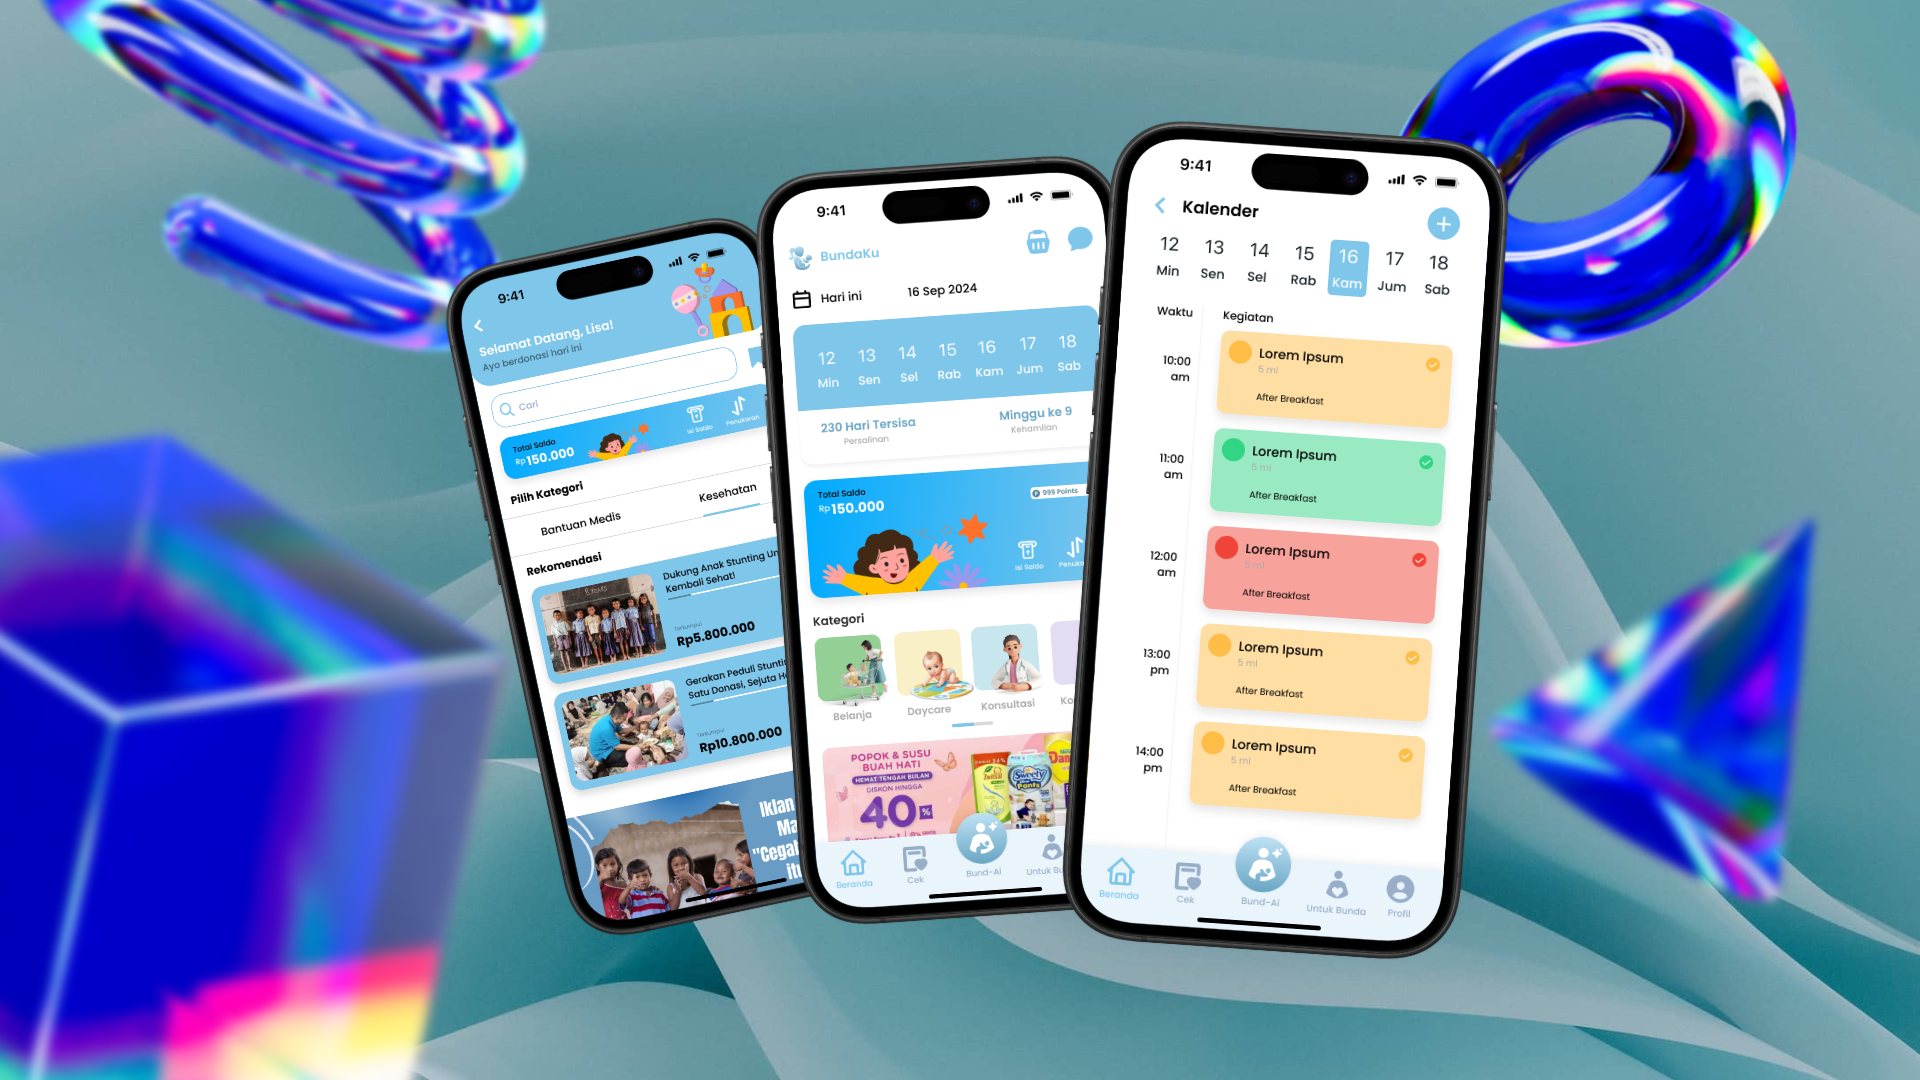 9:41
Selamat Datang, Lisa!
Ayo berdonasi hari ini
Cari
Total Saldo
Rp150.000
Isi Saldo
Penukaran
Pilih Kategori
Bantuan Medis
Kesehatan
Rekomendasi
Dukung Anak Stunting
Kembali Sehat!
Terkumpul
Rp5.800.000
Gerakan Peduli
Satu Donasi, Sejuta
Terkumpul
Rp10.800.000
Iklan
"Cegat
9:41
BundaKu
Hari ini
16 Sep 2024
12 13 14 15 16 17 18
Min Sen Sel Rab Kam Jum Sab
230 Hari Tersisa
Persalinan
Minggu ke 9
Kehamlian
Total Saldo
Rp150.000
P 999 Points
Isi Saldo
Kategori
Belanja
Daycare
Konsultasi
POPOK & SUSU
BUAH HATI
HEMAT TENGAH BULAN
DISKON HINGGA
40%
Zwitsal
Sweety
Pants
Beranda
Cek
Bund-AI
Untuk
9:41
Kalender
12 13 14 15 16 17 18
Min Sen Sel Rab Kam Jum Sab
Waktu
Kegiatan
10:00
am
Lorem Ipsum
5 ml
After Breakfast
11:00
am
Lorem Ipsum
5 ml
After Breakfast
12:00
am
Lorem Ipsum
5 ml
After Breakfast
13:00
pm
Lorem Ipsum
5 ml
After Breakfast
14:00
pm
Lorem Ipsum
5 ml
After Breakfast
Beranda
Cek
Bund-AI
Untuk Bunda
Profil